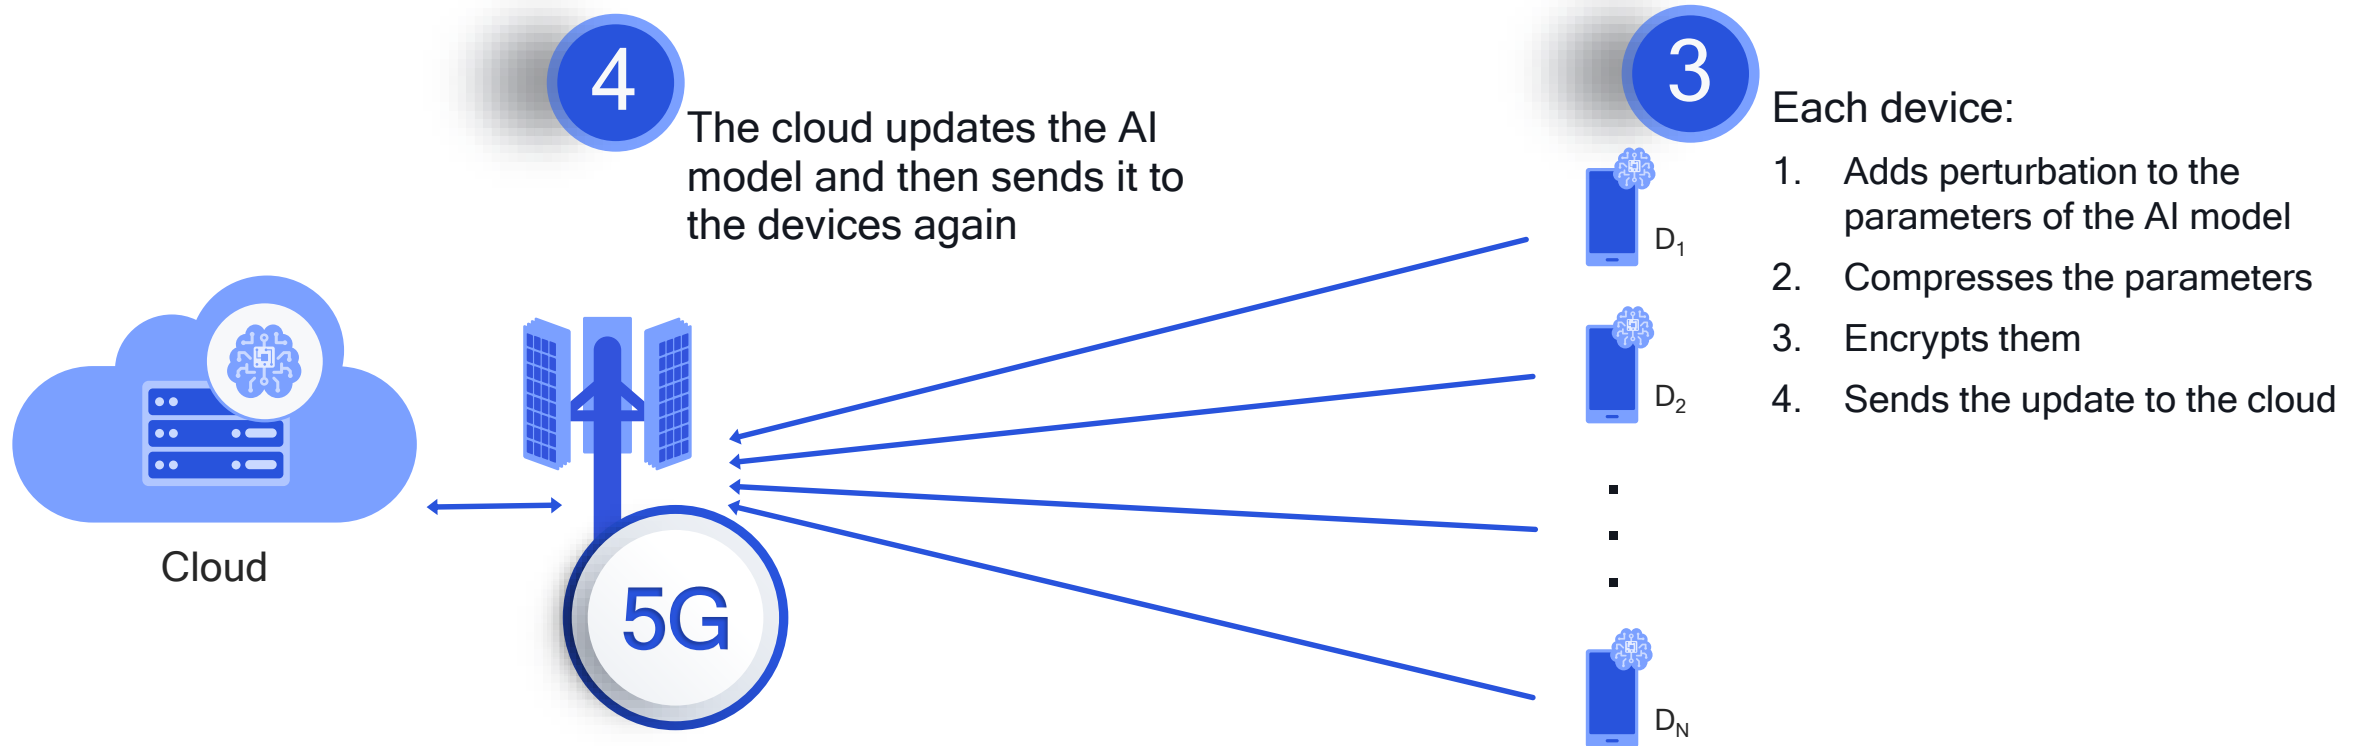 4
The cloud updates the AI
model and then sends it to
the devices again
3
Each device:
1. Adds perturbation to the
parameters of the AI model
2. Compresses the parameters
3. Encrypts them
4. Sends the update to the cloud
D1
D2
DN
Cloud
5G